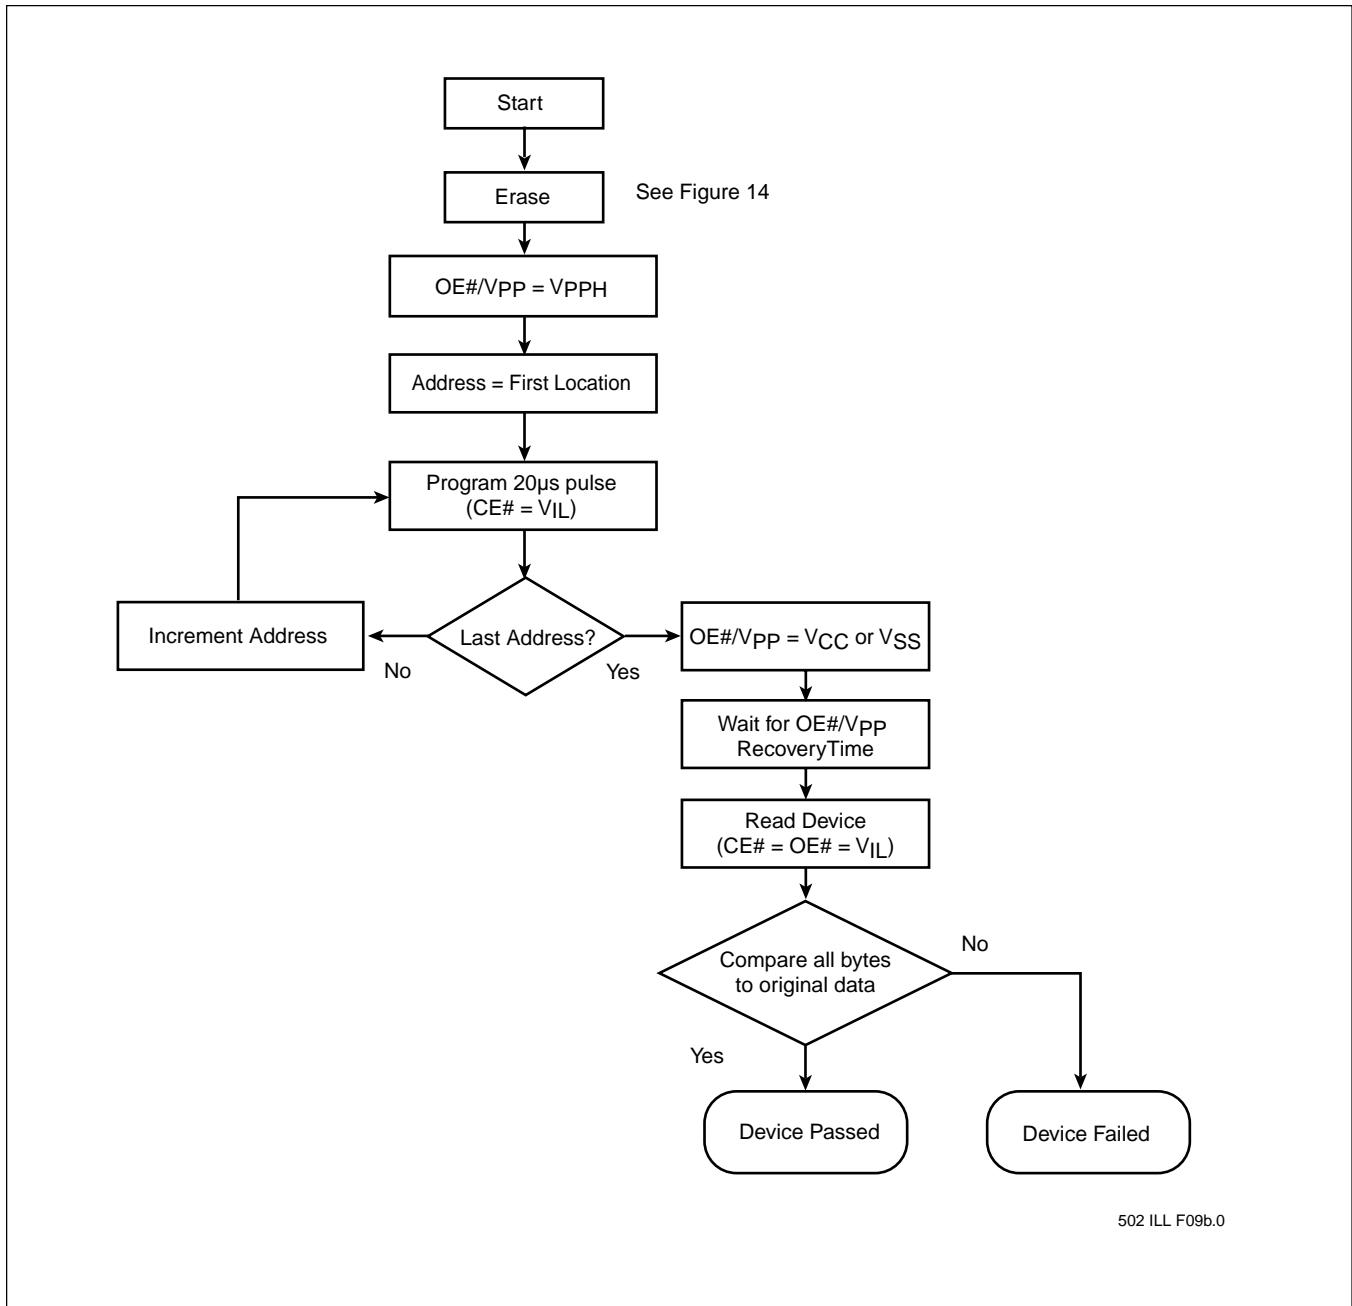 Start
Erase
See Figure 14
OE#/VPP = VPPH
Address = First Location
Program 20µs pulse
(CE# = VIL)
Increment Address
No
Last Address?
Yes
OE#/VPP = VCC or VSS
Wait for OE#/VPP
RecoveryTime
Read Device
(CE# = OE# = VIL)
Compare all bytes
to original data
No
Yes
Device Passed
Device Failed
502 ILL F09b.0